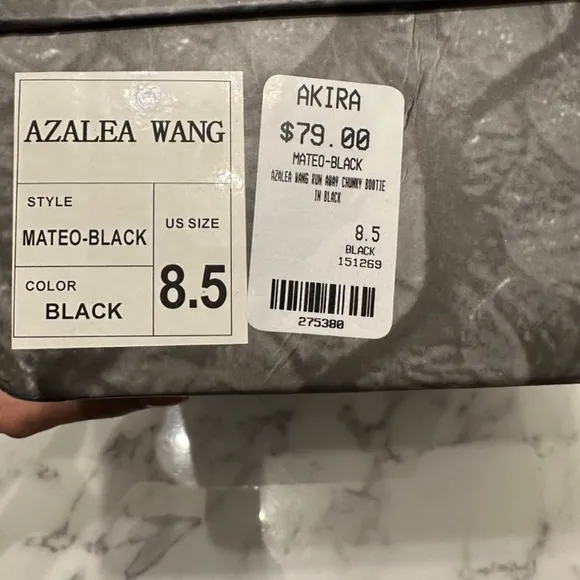 AZALEA WANG
STYLE
MATEO-BLACK
US SIZE
8.5
COLOR
BLACK
AKIRA
$79.00
MATEO-BLACK
AZALEA WANG RUN AWAY CHUNKY BOOTIE
IN BLACK
8.5
BLACK
151269
275380